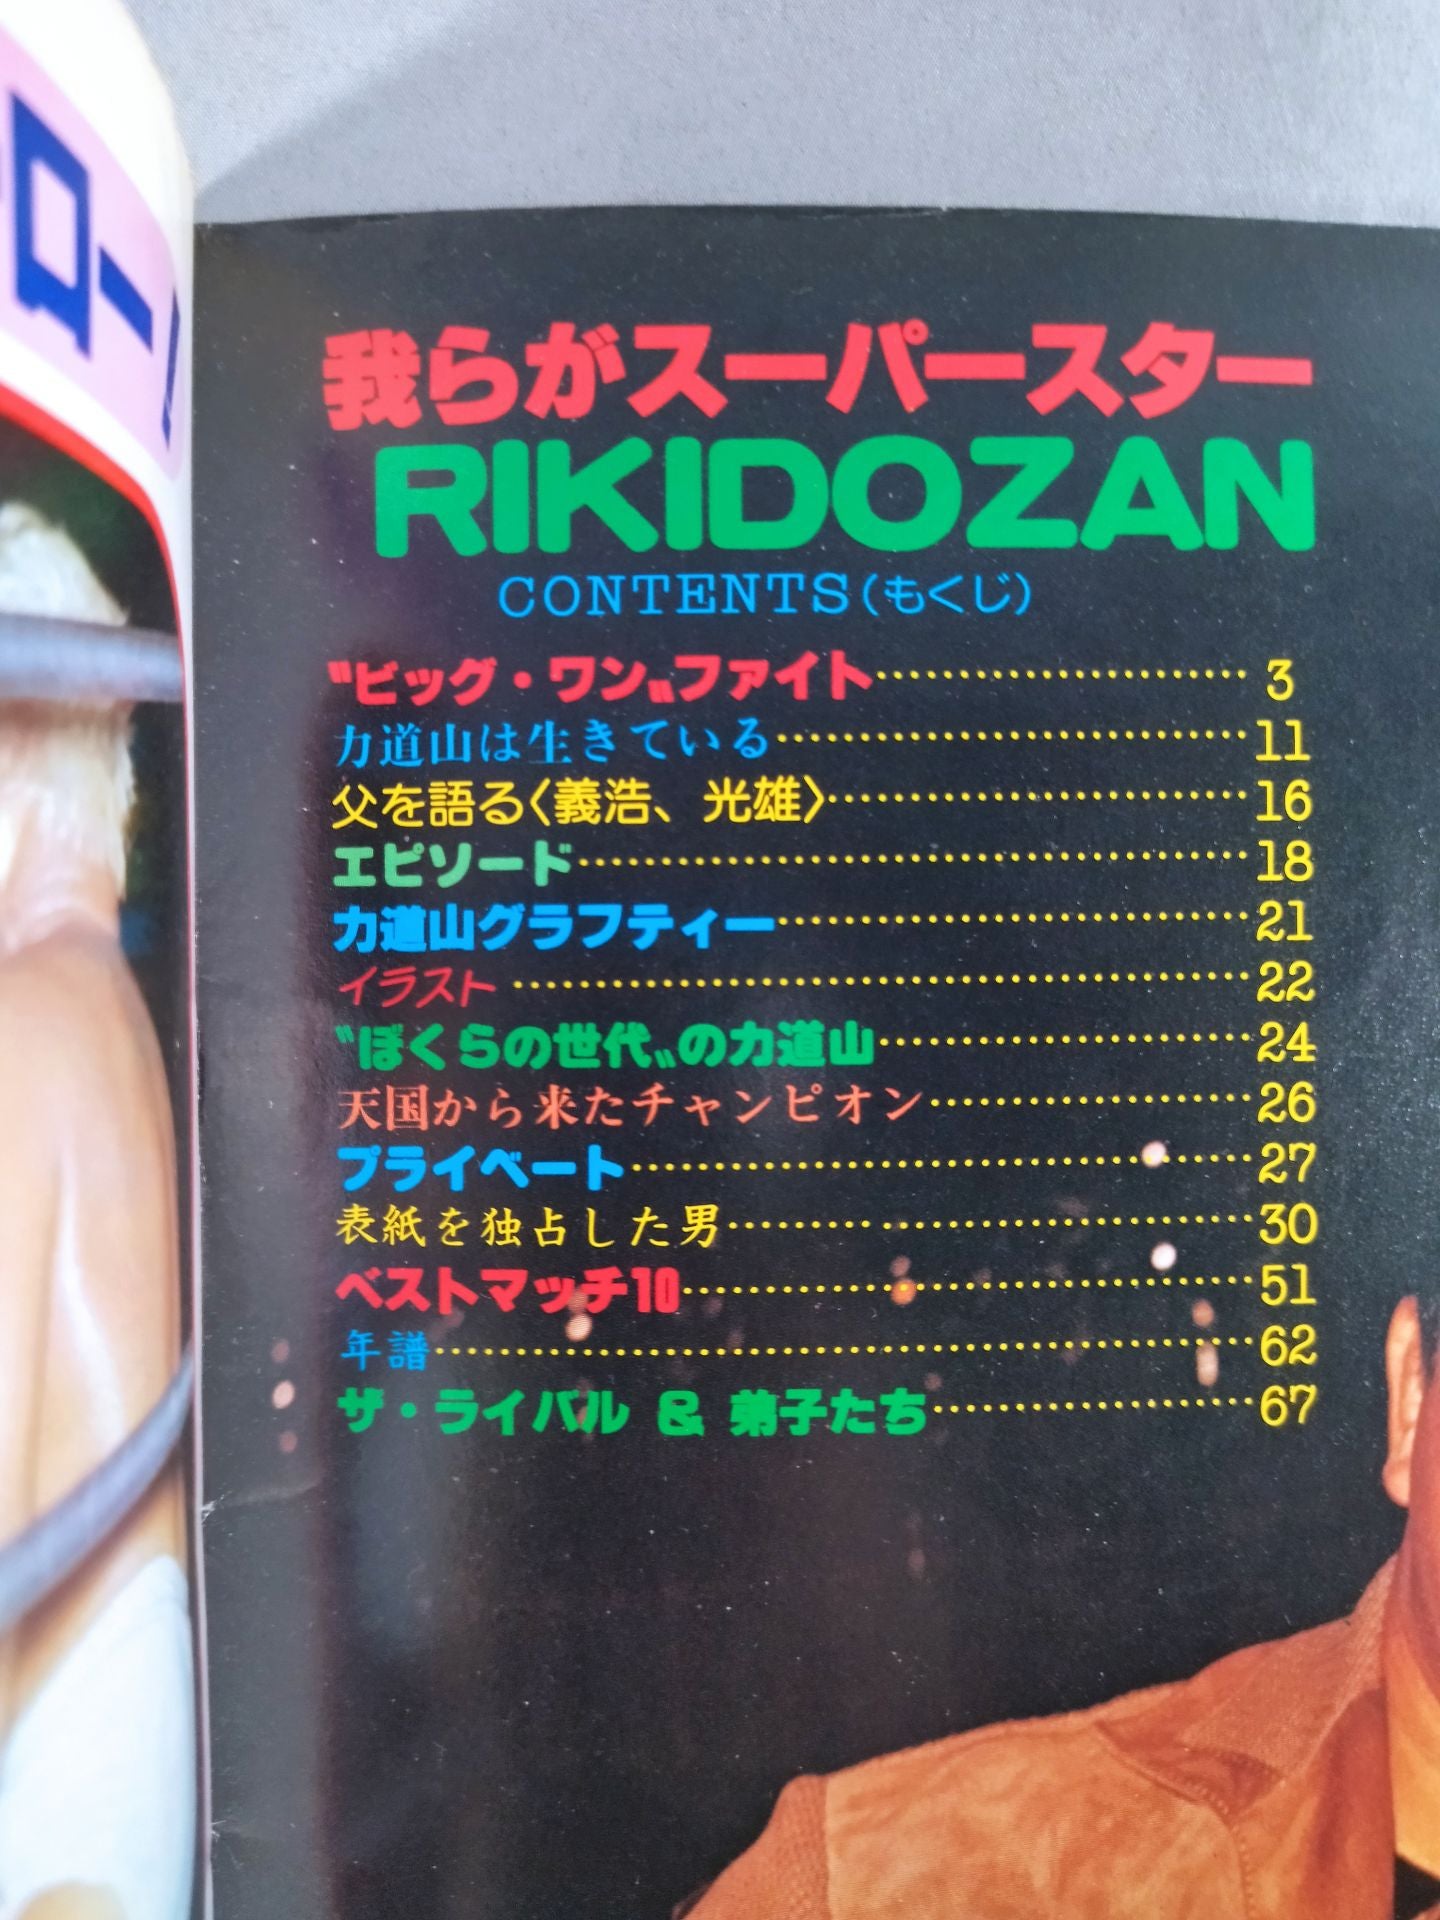 ロー
我らがスーパースター
RIKIDOZAN
CONTENTS(もくじ)
〝ビッグ・ワン〟ファイト……………………3
力道山は生きている……………………11
父を語る〈義浩、光雄〉……………………16
エピソード……………………18
力道山グラフティー……………………21
イラスト……………………22
〝ぼくらの世代〟の力道山……………………24
天国から来たチャンピオン……………………26
プライベート……………………27
表紙を独占した男……………………30
ベストマッチ10……………………51
年譜……………………62
ザ・ライバル & 弟子たち……………………67